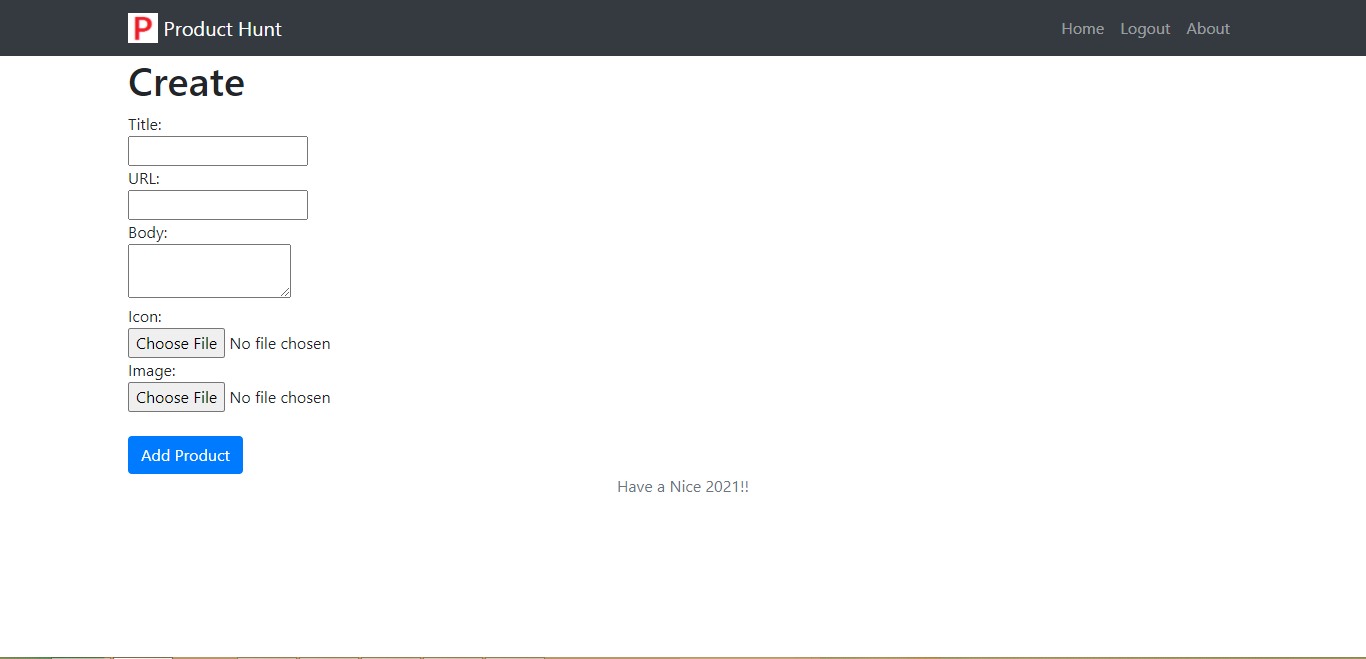 P Product Hunt Home Logout About
Create
Title:
URL:
Body:
Icon:
Choose File No file chosen
Image:
Choose File No file chosen
Add Product
Have a Nice 2021!!